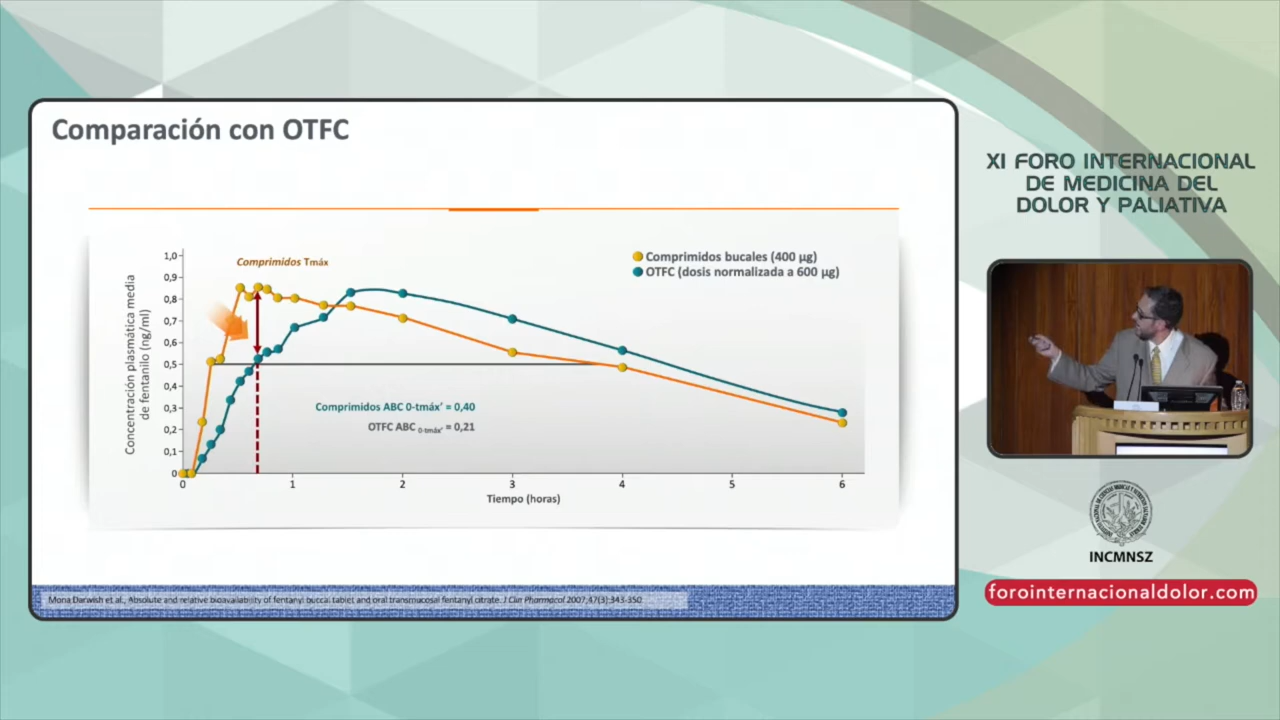 Comparación con OTFC
Concentración plasmática media
de fentanilo (ng/ml)
1,0
0,9
0,8
0,7
0,6
0,5
0,4
0,3
0,2
0,1
0
Comprimidos Tmáx
Comprimidos bucales (400 µg)
OTFC (dosis normalizada a 600 µg)
Comprimidos ABC 0-tmáx’ = 0,40
OTFC ABC 0-tmáx’ = 0,21
0 1 2 3 4 5 6
Tiempo (horas)
Mona Darwish et al., Absolute and relative bioavailability of fentanyl buccal tablet and oral transmucosal fentanyl citrate. J Clin Pharmacol 2007;47(3):343-350
XI FORO INTERNACIONAL
DE MEDICINA DEL
DOLOR Y PALIATIVA
INCMNSZ
forointernacionaldolor.com